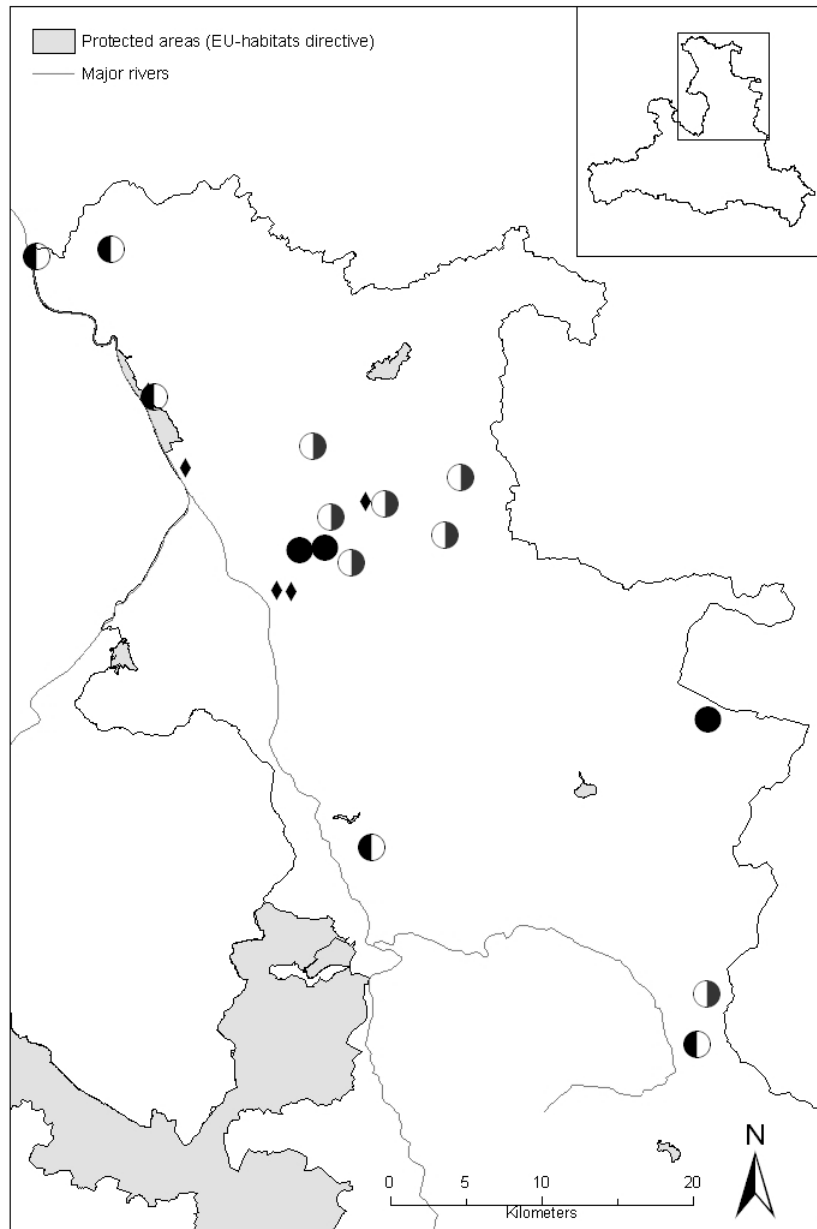 Protected areas (EU-habitats directive)
Major rivers
N
0 5 10 20
Kilometers